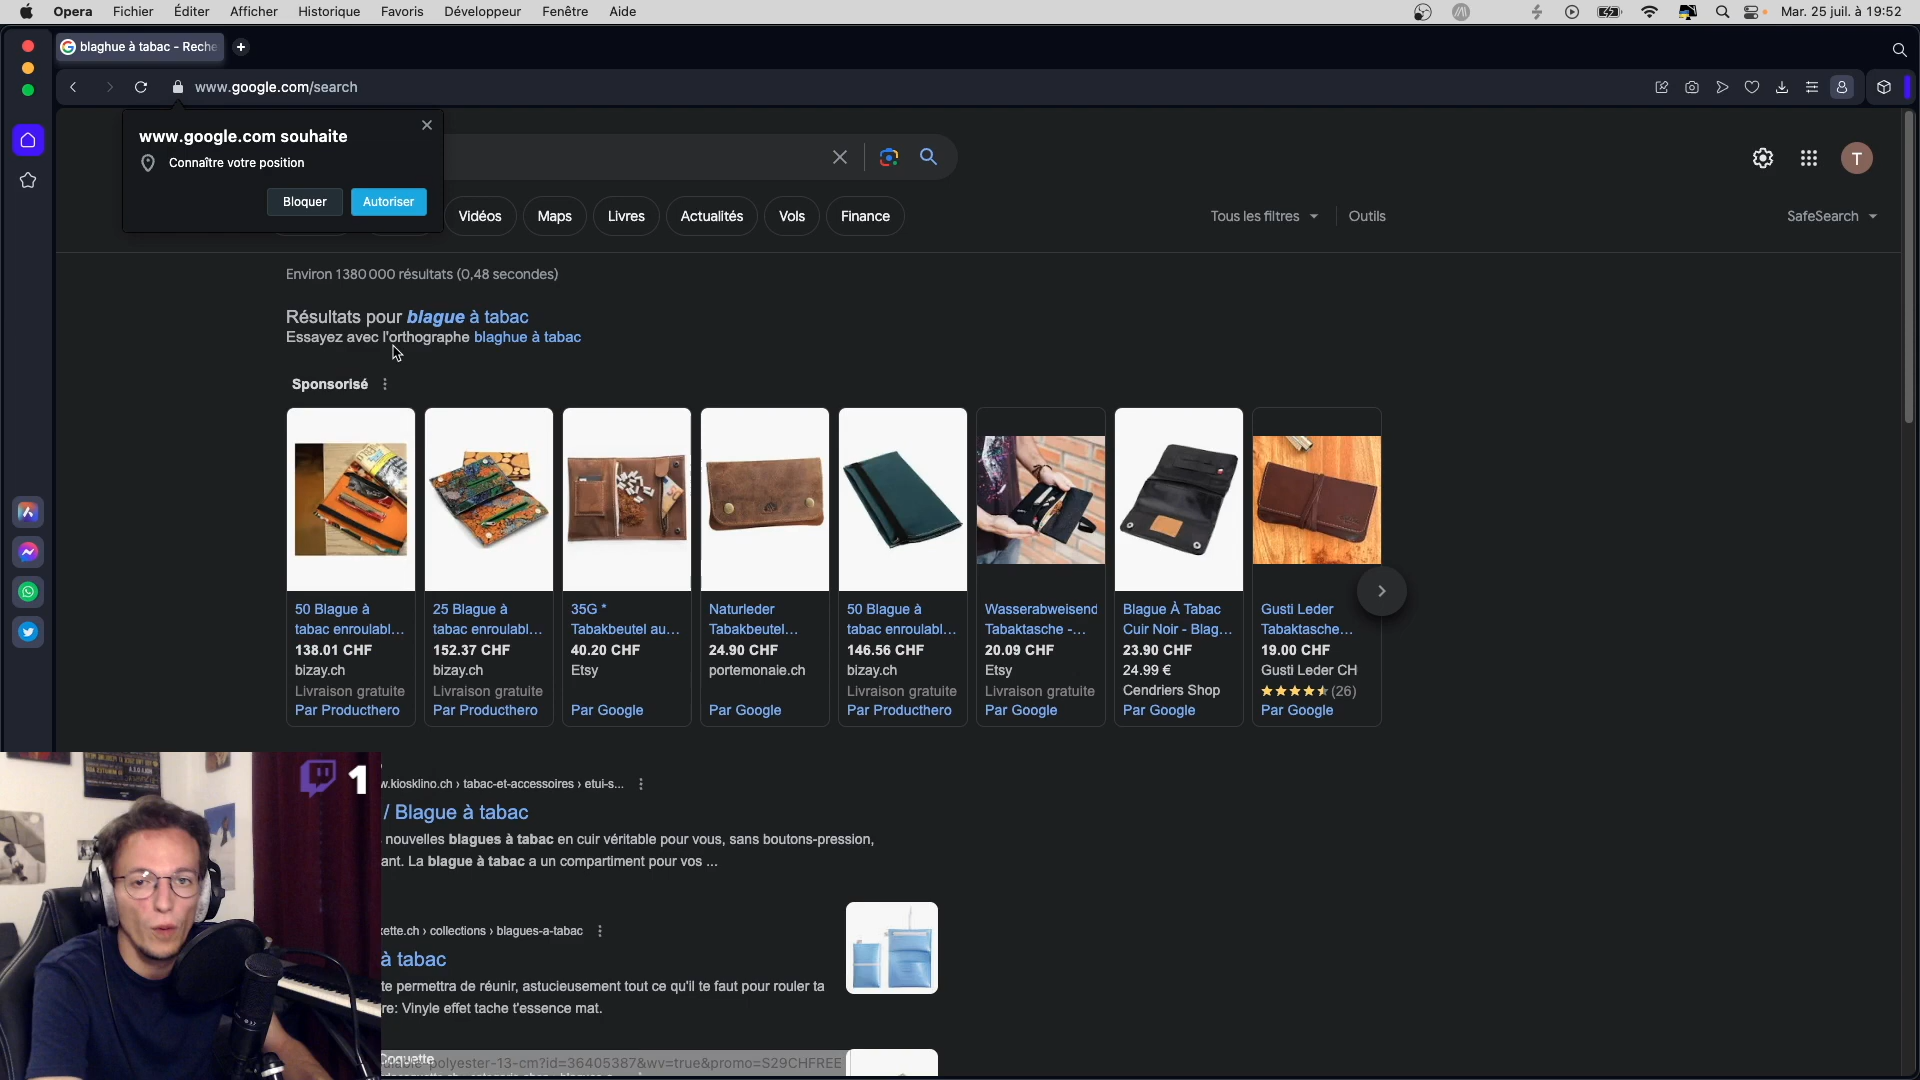 Opera Fichier Éditer Afficher Historique Favoris Développeur Fenêtre Aide
Mar. 25 juil. à 19:52
blaghue à tabac - Reche
www.google.com/search
www.google.com souhaite
Connaître votre position
Bloquer Autoriser
T
Vidéos Maps Livres Actualités Vols Finance
Tous les filtres Outils SafeSearch
Environ 1 380 000 résultats (0,48 secondes)
Résultats pour blague à tabac
Essayez avec l'orthographe blaghue à tabac
Sponsorisé
50 Blague à
tabac enroulabl...
138.01 CHF
bizay.ch
Livraison gratuite
Par Producthero
25 Blague à
tabac enroulabl...
152.37 CHF
bizay.ch
Livraison gratuite
Par Producthero
35G *
Tabakbeutel au...
40.20 CHF
Etsy
Par Google
Naturleder
Tabakbeutel...
24.90 CHF
portemonaie.ch
Par Google
50 Blague à
tabac enroulabl...
146.56 CHF
bizay.ch
Livraison gratuite
Par Producthero
Wasserabweisend
Tabaktasche -...
20.09 CHF
Etsy
Livraison gratuite
Par Google
Blague À Tabac
Cuir Noir - Blag...
23.90 CHF
24.99 €
Cendriers Shop
Par Google
Gusti Leder
Tabaktasche...
19.00 CHF
Gusti Leder CH
(26)
Par Google
1
w.kiosklino.ch › tabac-et-accessoires › etui-s...
/ Blague à tabac
nouvelles blagues à tabac en cuir véritable pour vous, sans boutons-pression,
ant. La blague à tabac a un compartiment pour vos ...
ette.ch › collections › blagues-a-tabac
à tabac
te permettra de réunir, astucieusement tout ce qu'il te faut pour rouler ta
re: Vinyle effet tache t'essence mat.
Coquette
polyester-13-cm?id=36405387&wv=true&promo=S29CHFREE